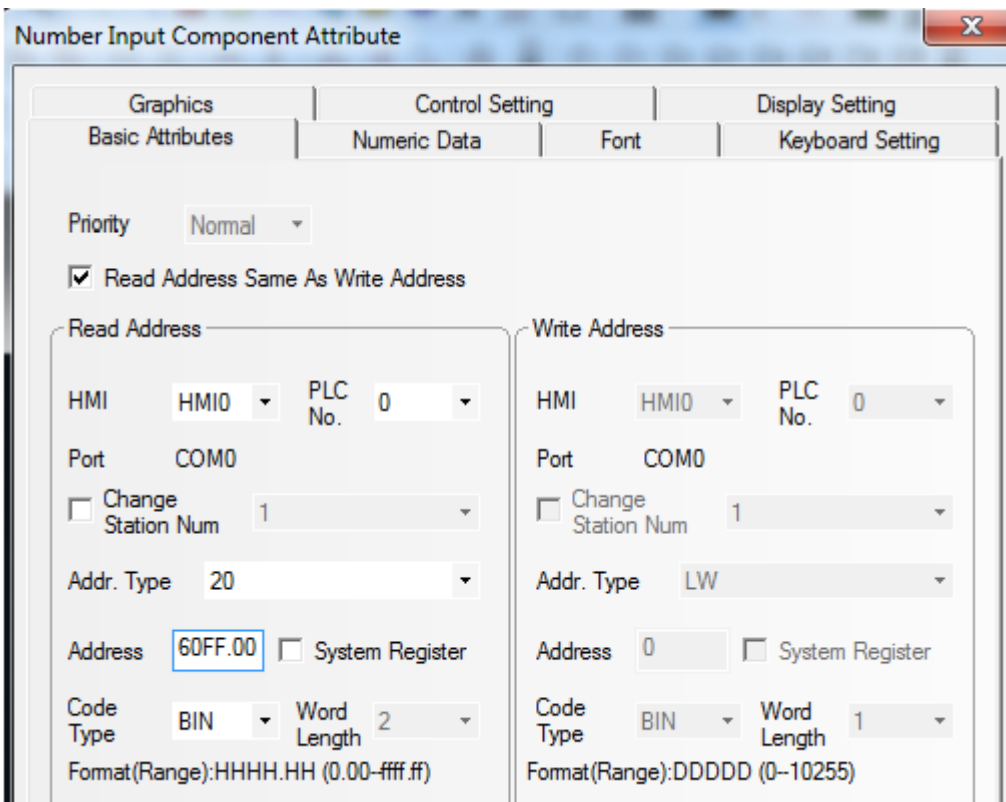 Number Input Component Attribute
Graphics Control Setting Display Setting
Basic Attributes Numeric Data Font Keyboard Setting
Priority Normal
Read Address Same As Write Address
Read Address
HMI HMI0 PLC No. 0
Port COM0
Change Station Num 1
Addr. Type 20
Address 60FF.00 System Register
Code Type BIN Word Length 2
Format(Range):HHHH.HH (0.00--ffff.ff)
Write Address
HMI HMI0 PLC No. 0
Port COM0
Change Station Num 1
Addr. Type LW
Address 0 System Register
Code Type BIN Word Length 1
Format(Range):DDDDD (0--10255)